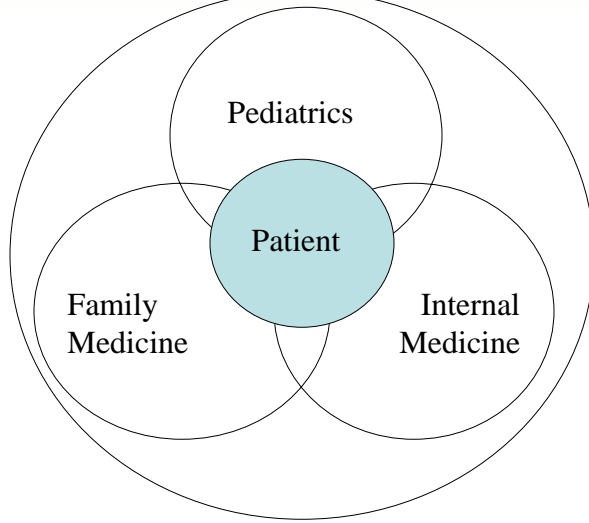 Pediatrics
Patient
Family
Medicine
Internal
Medicine